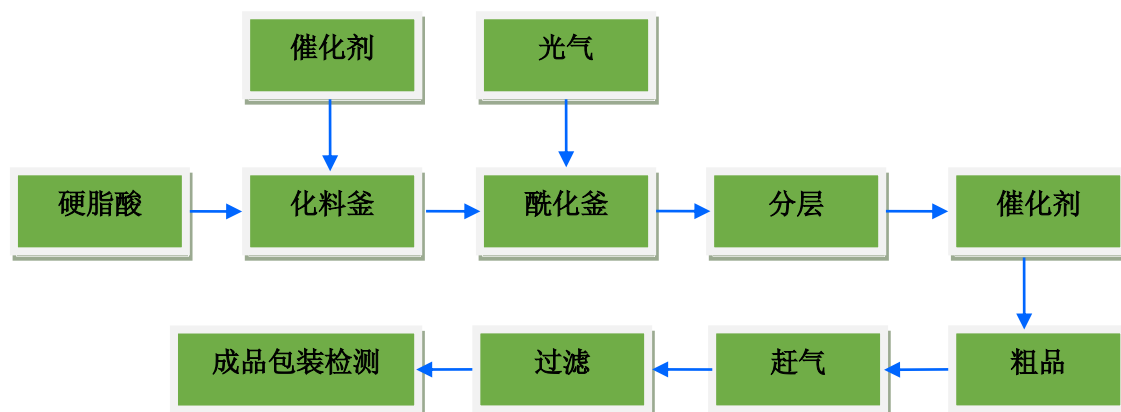 催化剂
光气
硬脂酸
化料釜
酰化釜
分层
催化剂
成品包装检测
过滤
赶气
粗品